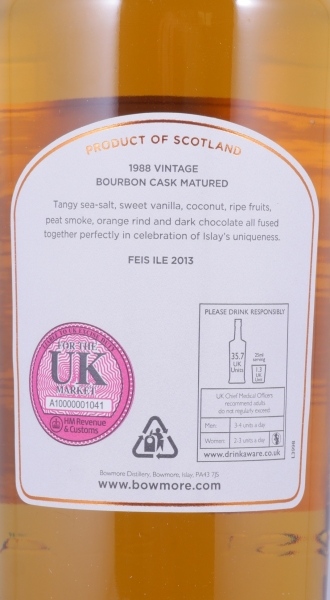 PRODUCT OF SCOTLAND
1988 VINTAGE
BOURBON CASK MATURED
Tangy sea-salt, sweet vanilla, coconut, ripe fruits,
peat smoke, orange rind and dark chocolate all fused
together perfectly in celebration of Islay's uniqueness.
FEIS ILE 2013
PLEASE DRINK RESPONSIBLY
35.7
UK
Units
25ml
serving
1.2
UK
Units
UK Chief Medical Officers
recommend adults
do not regularly exceed
Men: 3-4 units a day
Women: 2-3 units a day
www.drinkaware.co.uk
FOR THE
UK
MARKET
A10000001041
HM Revenue
& Customs
Bowmore Distillery, Bowmore, Islay, PA43 7JS
www.bowmore.com